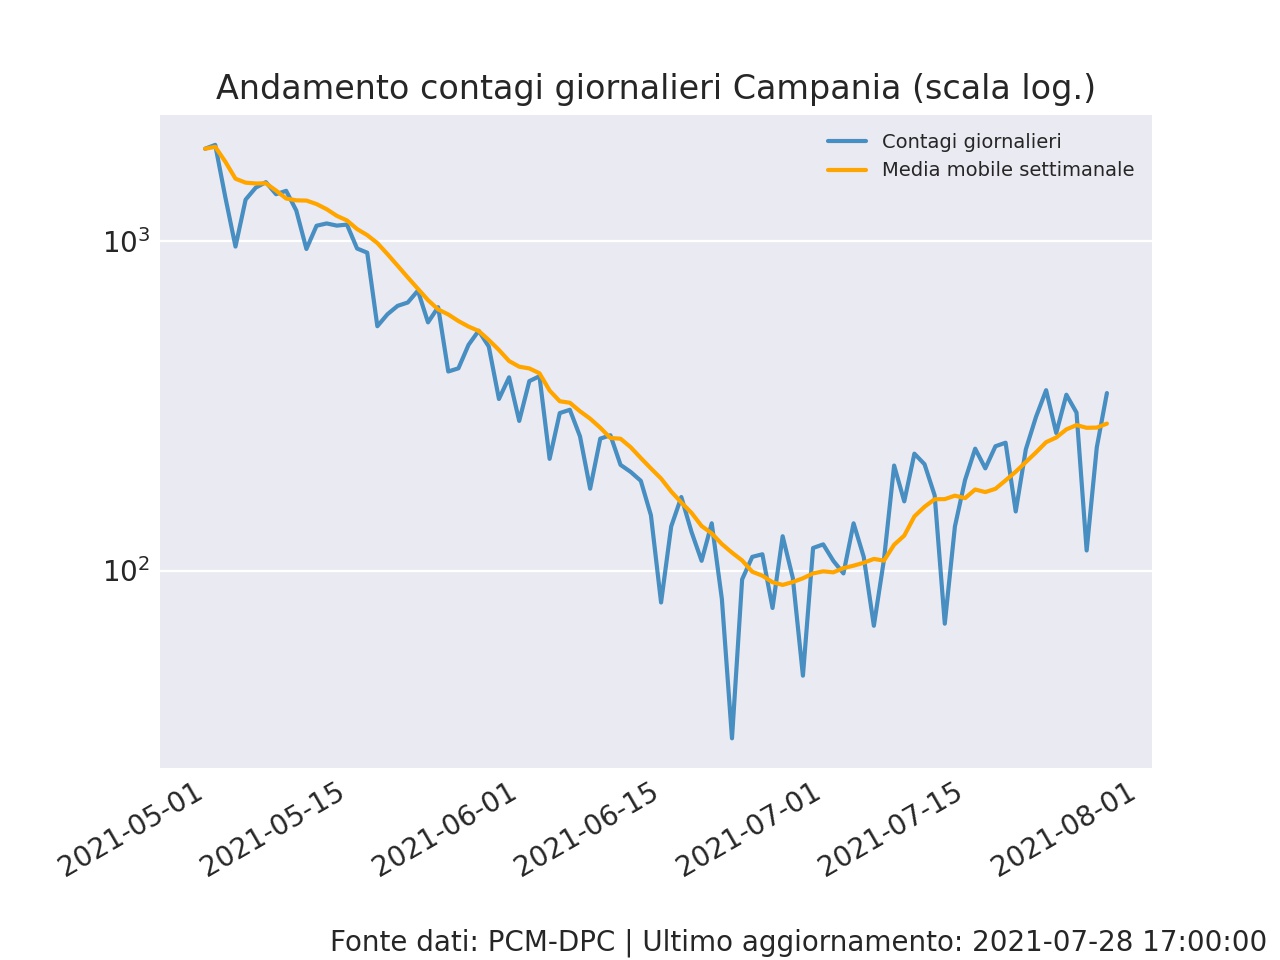 Andamento contagi giornalieri Campania (scala log.)
Contagi giornalieri
Media mobile settimanale
10³
10²
2021-05-01
2021-05-15
2021-06-01
2021-06-15
2021-07-01
2021-07-15
2021-08-01
Fonte dati: PCM-DPC | Ultimo aggiornamento: 2021-07-28 17:00:00